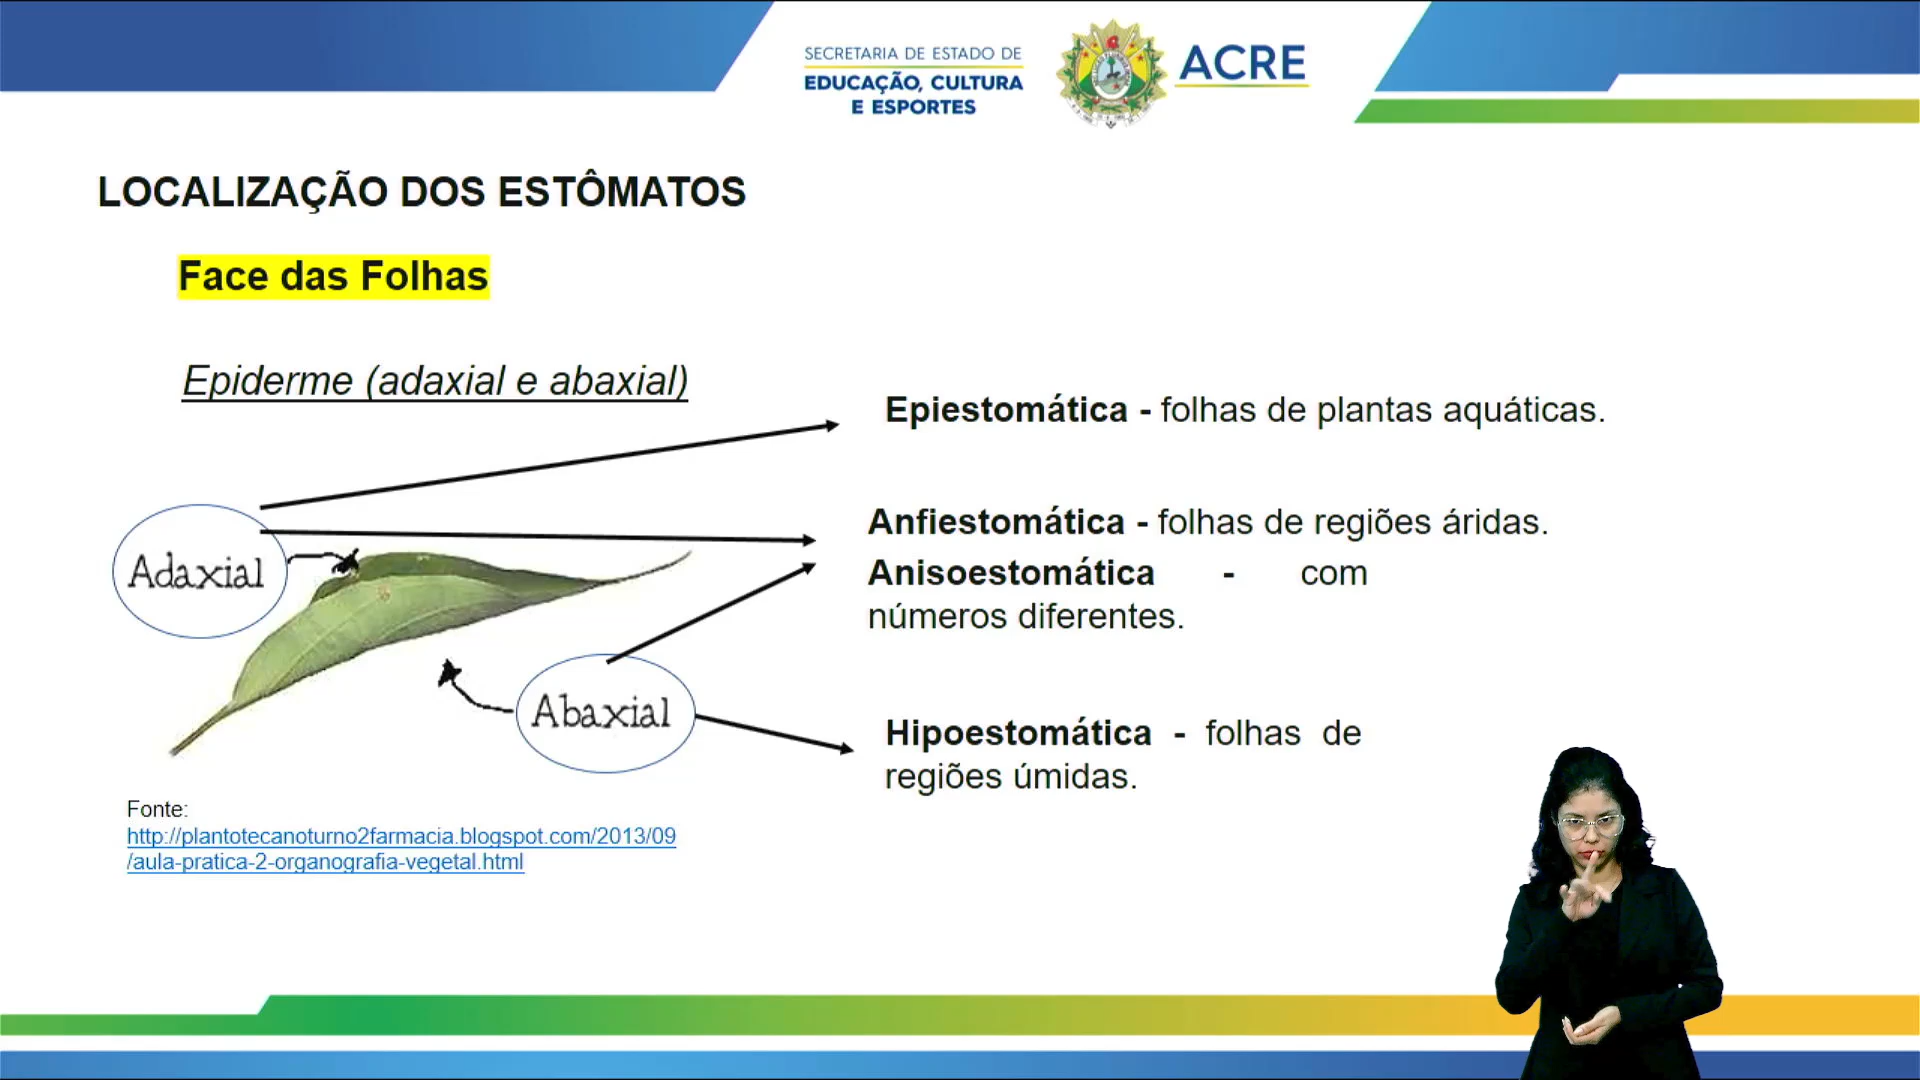 SECRETARIA DE ESTADO DE
EDUCAÇÃO, CULTURA
E ESPORTES
ACRE
LOCALIZAÇÃO DOS ESTÔMATOS
Face das Folhas
Epiderme (adaxial e abaxial)
Epiestomática - folhas de plantas aquáticas.
Anfiestomática - folhas de regiões áridas.
Anisoestomática - com
números diferentes.
Adaxial
Abaxial
Hipoestomática - folhas de
regiões úmidas.
Fonte:
http://plantotecanoturno2farmacia.blogspot.com/2013/09
/aula-pratica-2-organografia-vegetal.html